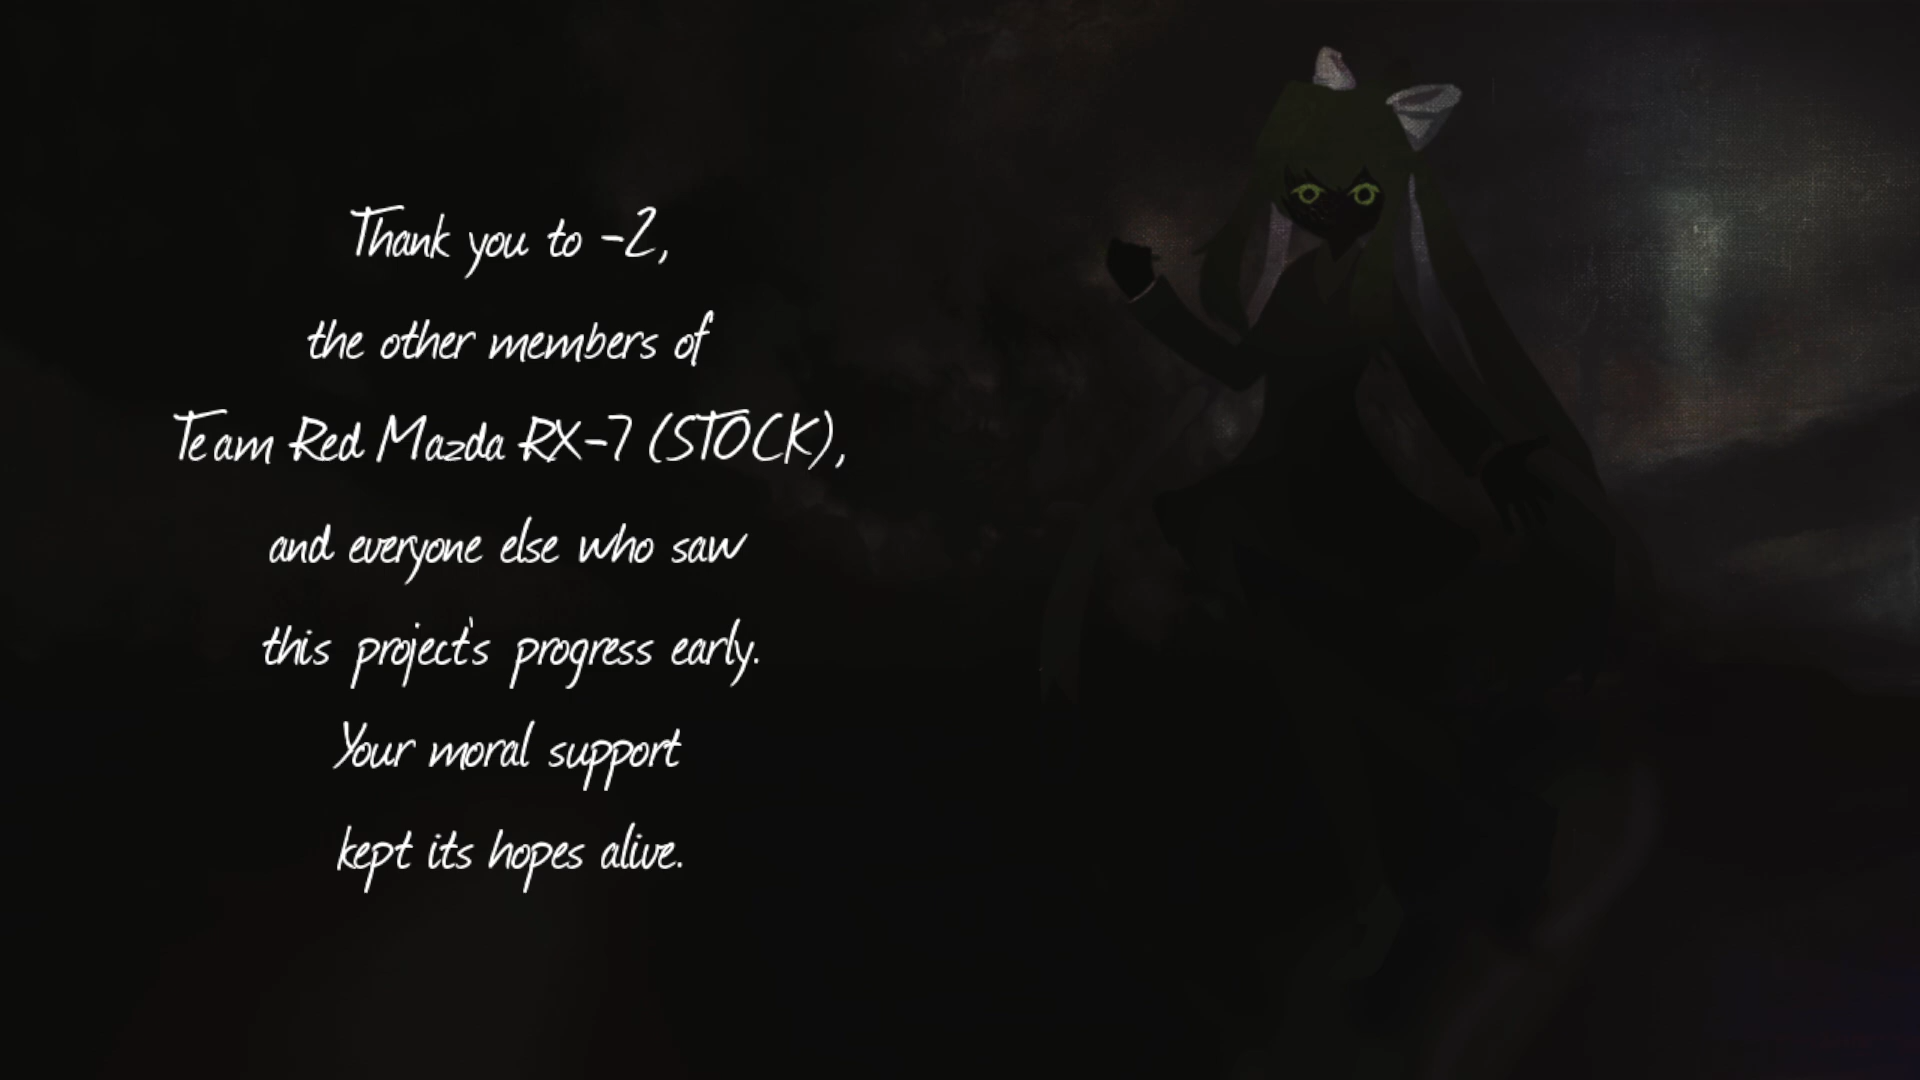 Thank you to -2,
the other members of
Team Red Mazda RX-7 (STOCK),
and everyone else who saw
this project's progress early.
Your moral support
kept its hopes alive.